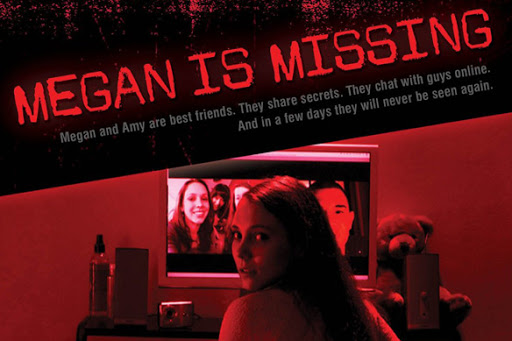 MEGAN IS MISSING
Megan and Amy are best friends. They share secrets. They chat with guys online.
And in a few days they will never be seen again.